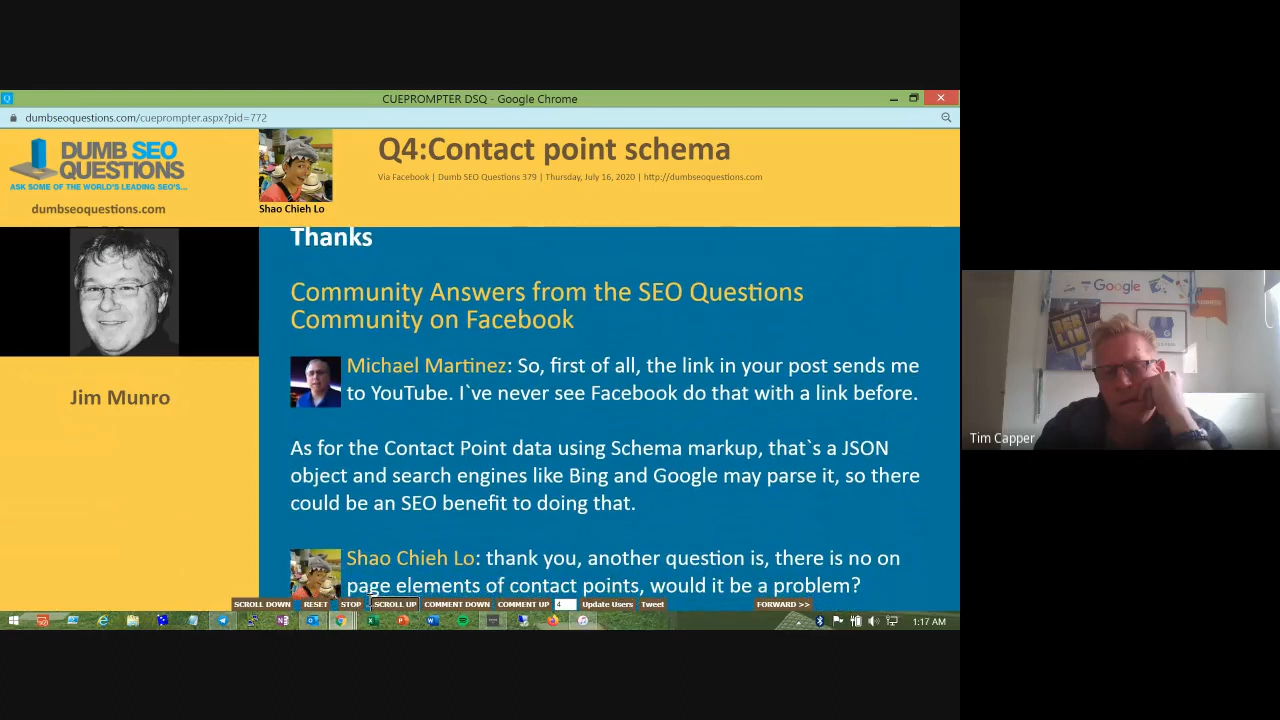 CUEPROMPTER DSQ - Google Chrome
dumbseoquestions.com/cueprompter.aspx?pid=772
DUMB SEO
QUESTIONS
ASK SOME OF THE WORLD'S LEADING SEO'S...
dumbseoquestions.com
Shao Chieh Lo
Q4:Contact point schema
Via Facebook | Dumb SEO Questions 379 | Thursday, July 16, 2020 | http://dumbseoquestions.com
Jim Munro
Thanks
Community Answers from the SEO Questions
Community on Facebook
Michael Martinez: So, first of all, the link in your post sends me
to YouTube. I`ve never see Facebook do that with a link before.
As for the Contact Point data using Schema markup, that`s a JSON
object and search engines like Bing and Google may parse it, so there
could be an SEO benefit to doing that.
Shao Chieh Lo: thank you, another question is, there is no on
page elements of contact points, would it be a problem?
SCROLL DOWN RESET STOP SCROLL UP COMMENT DOWN COMMENT UP 4 Update Users Tweet FORWARD >>
1:17 AM
Google
Tim Capper